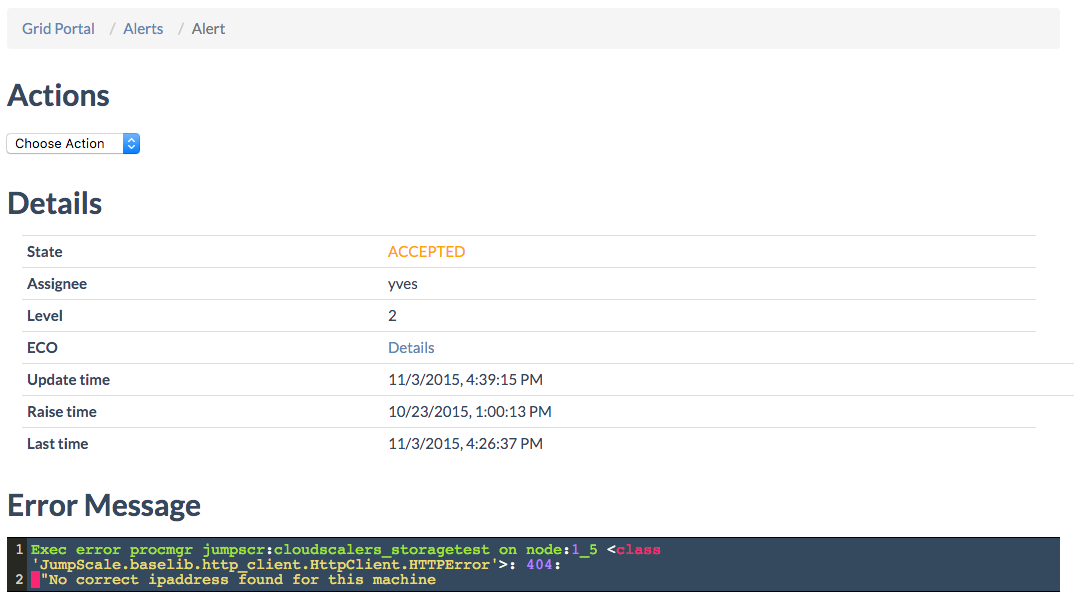 Grid Portal / Alerts / Alert
Actions
Choose Action
Details
State ACCEPTED
Assignee yves
Level 2
ECO Details
Update time 11/3/2015, 4:39:15 PM
Raise time 10/23/2015, 1:00:13 PM
Last time 11/3/2015, 4:26:37 PM
Error Message
1 Exec error procmgr jumpscr:cloudscalers_storagetest on node:1_5 <class
'JumpScale.baselib.http_client.HttpClient.HTTPError'>: 404:
2 "No correct ipaddress found for this machine